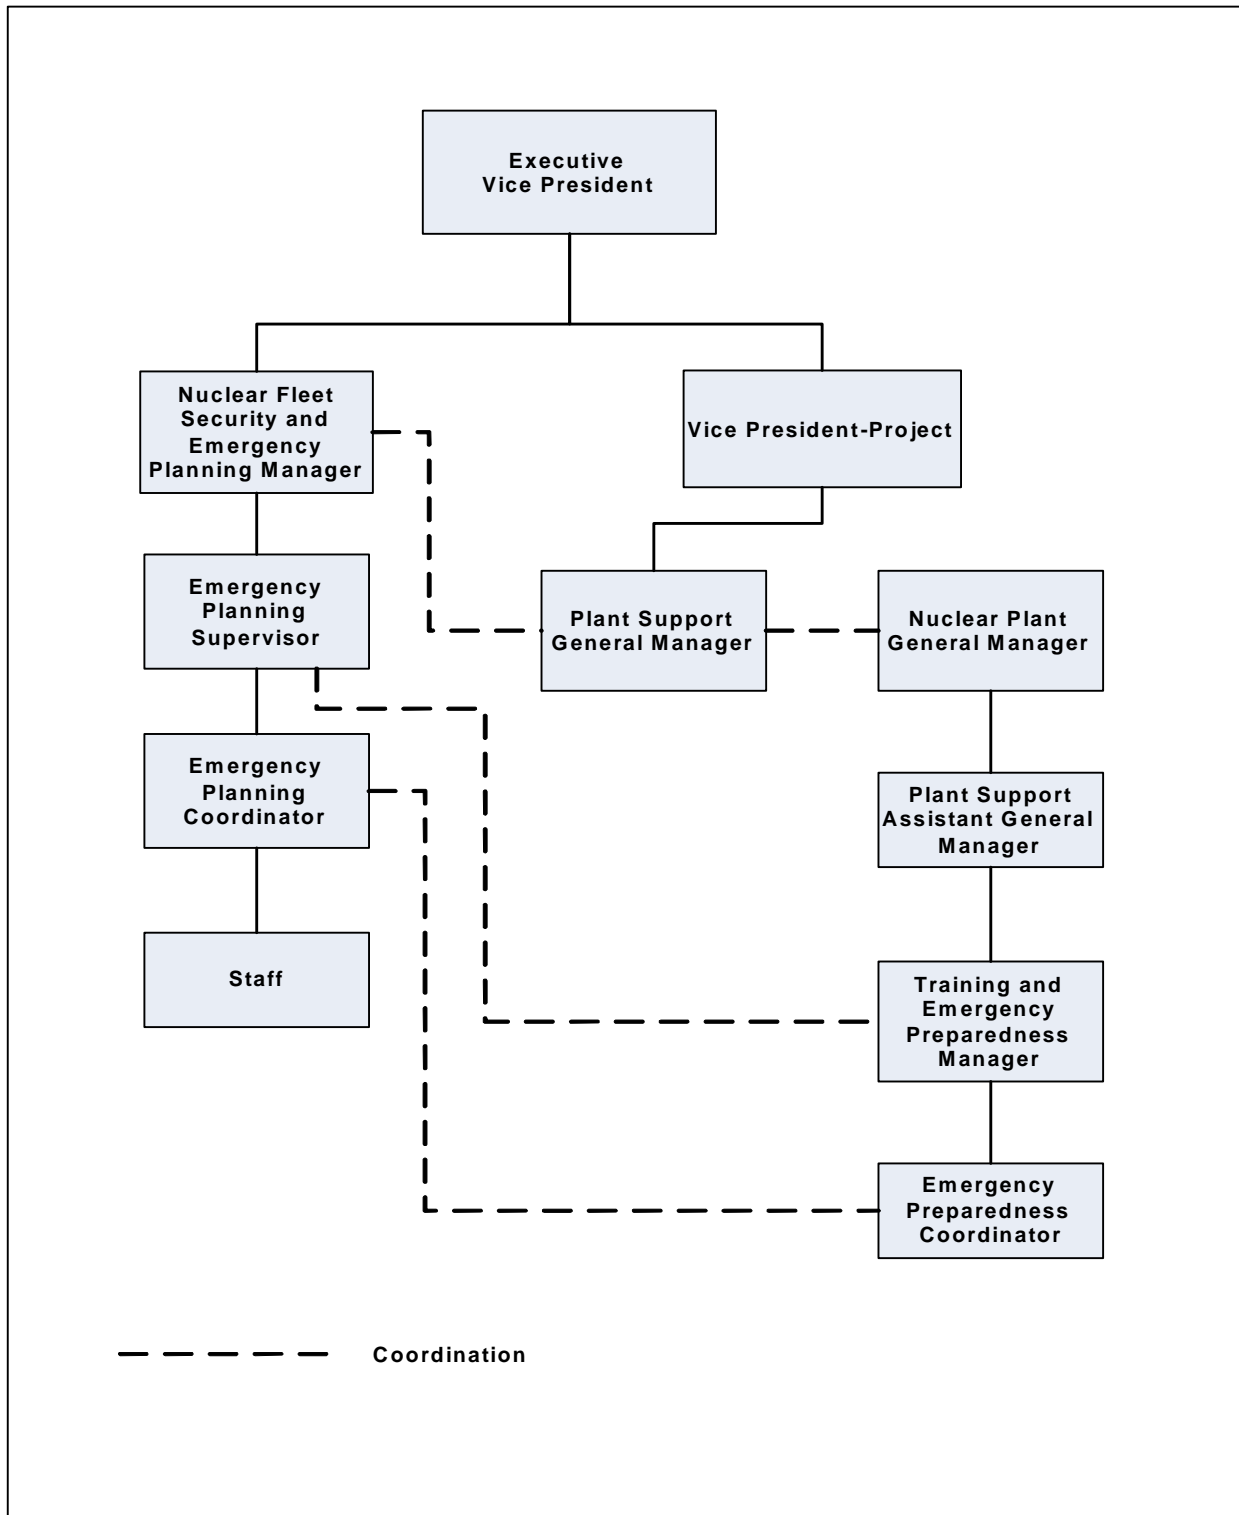 Executive
Vice President
Nuclear Fleet
Security and
Emergency
Planning Manager
Vice President-Project
Emergency
Planning
Supervisor
Plant Support
General Manager
Nuclear Plant
General Manager
Emergency
Planning
Coordinator
Plant Support
Assistant General
Manager
Staff
Training and
Emergency
Preparedness
Manager
Emergency
Preparedness
Coordinator
Coordination